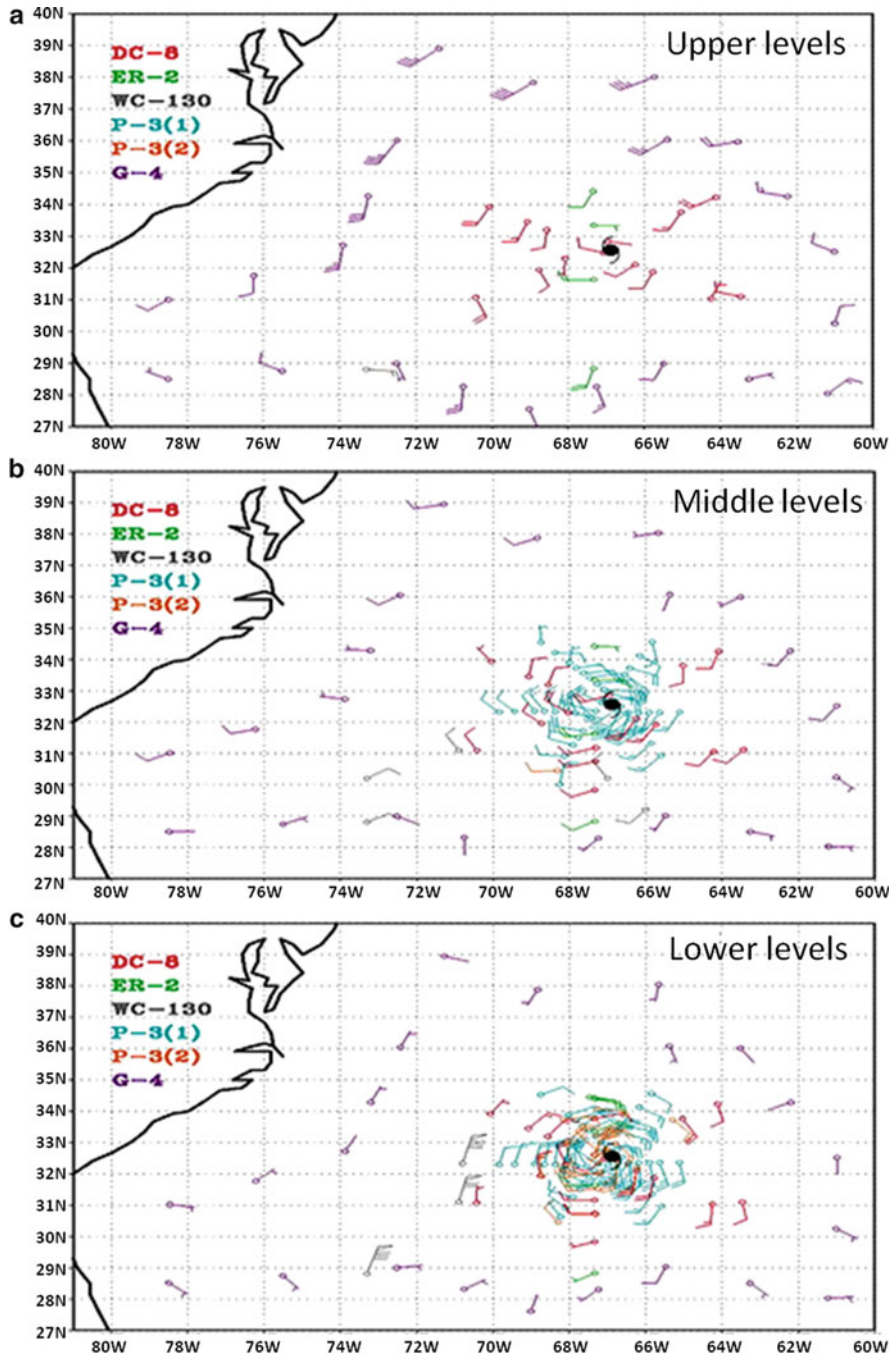 a
Upper levels
40N
39N
38N
37N
36N
35N
34N
33N
32N
31N
30N
29N
28N
27N
DC-8
ER-2
WC-130
P-3(1)
P-3(2)
G-4
80W 78W 76W 74W 72W 70W 68W 66W 64W 62W 60W
b
Middle levels
40N
39N
38N
37N
36N
35N
34N
33N
32N
31N
30N
29N
28N
27N
DC-8
ER-2
WC-130
P-3(1)
P-3(2)
G-4
80W 78W 76W 74W 72W 70W 68W 66W 64W 62W 60W
c
Lower levels
40N
39N
38N
37N
36N
35N
34N
33N
32N
31N
30N
29N
28N
27N
DC-8
ER-2
WC-130
P-3(1)
P-3(2)
G-4
80W 78W 76W 74W 72W 70W 68W 66W 64W 62W 60W